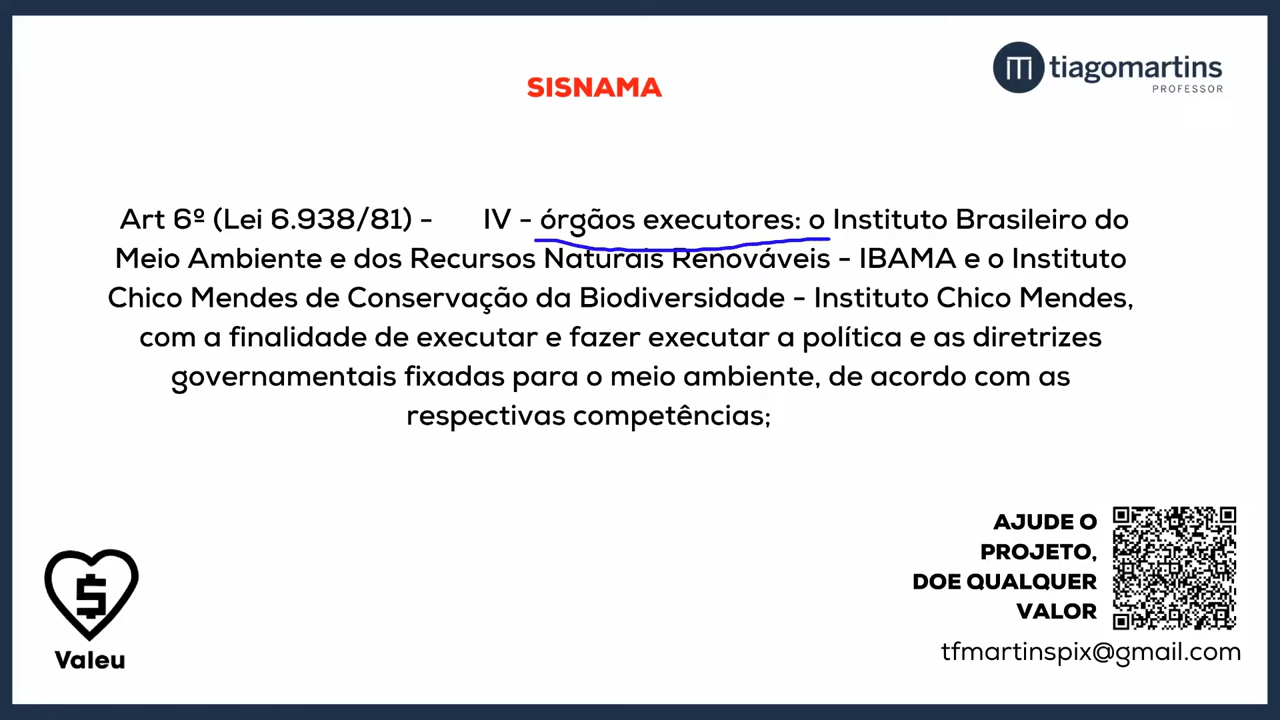 tiagomartins
PROFESSOR
SISNAMA
Art 6º (Lei 6.938/81) - IV - órgãos executores: o Instituto Brasileiro do
Meio Ambiente e dos Recursos Naturais Renováveis - IBAMA e o Instituto
Chico Mendes de Conservação da Biodiversidade - Instituto Chico Mendes,
com a finalidade de executar e fazer executar a política e as diretrizes
governamentais fixadas para o meio ambiente, de acordo com as
respectivas competências;
AJUDE O
PROJETO,
DOE QUALQUER
VALOR
tfmartinspix@gmail.com
$
Valeu